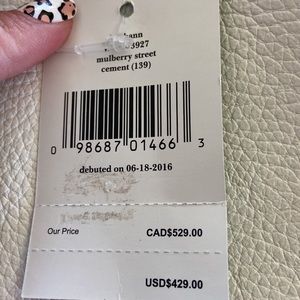 3927
mulberry street
cement (139)
0 98687 01466 3
debuted on 06-18-2016
Our Price CAD$529.00
USD$429.00